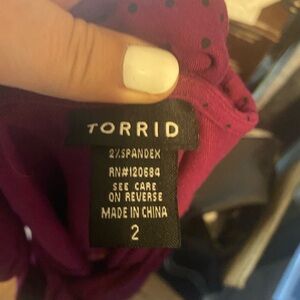 TORRID
2%SPANDEX
RN#120684
SEE CARE
ON REVERSE
MADE IN CHINA
2